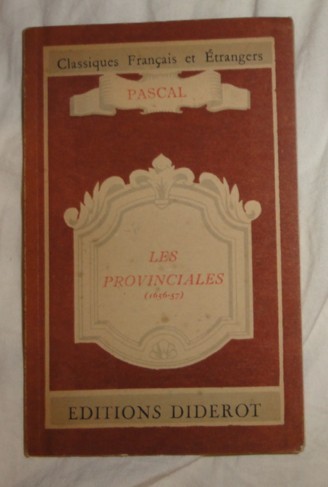 Classiques Français et Étrangers
PASCAL
LES
PROVINCIALES
(1656-57)
EDITIONS DIDEROT